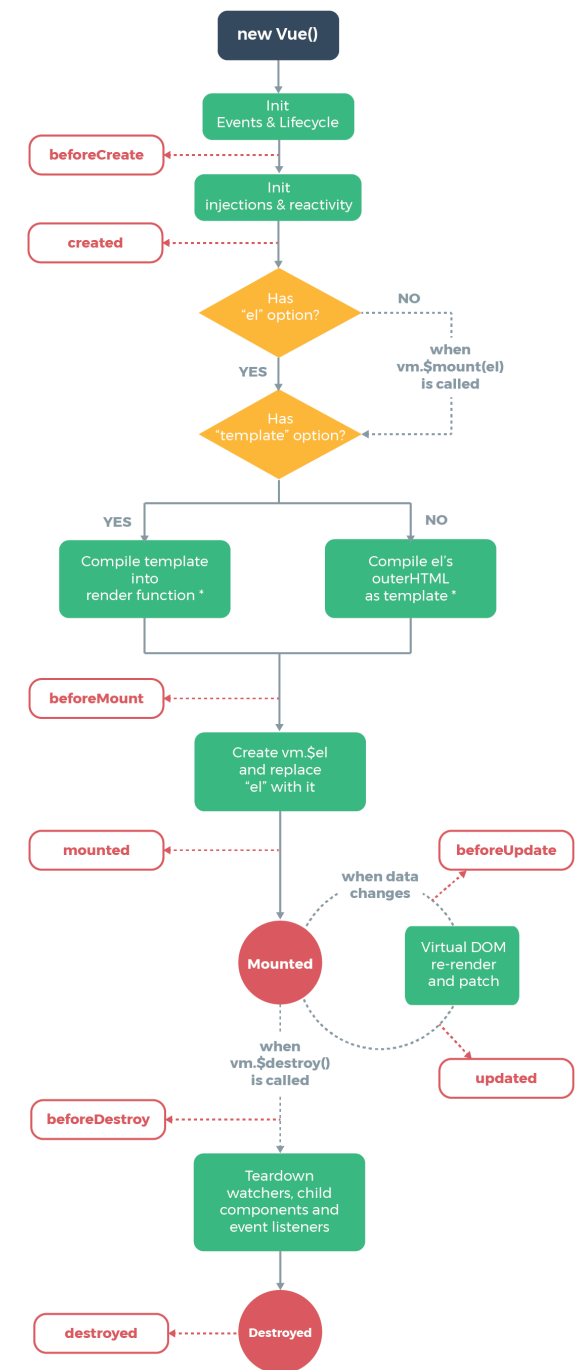 new Vue()
Init
Events & Lifecycle
beforeCreate
Init
injections & reactivity
created
Has
“el” option?
NO
when
vm.$mount(el)
is called
YES
Has
“template” option?
YES
NO
Compile template
into
render function *
Compile el’s
outerHTML
as template *
beforeMount
Create vm.$el
and replace
“el” with it
mounted
beforeUpdate
when data
changes
Mounted
Virtual DOM
re-render
and patch
when
vm.$destroy()
is called
updated
beforeDestroy
Teardown
watchers, child
components and
event listeners
destroyed
Destroyed